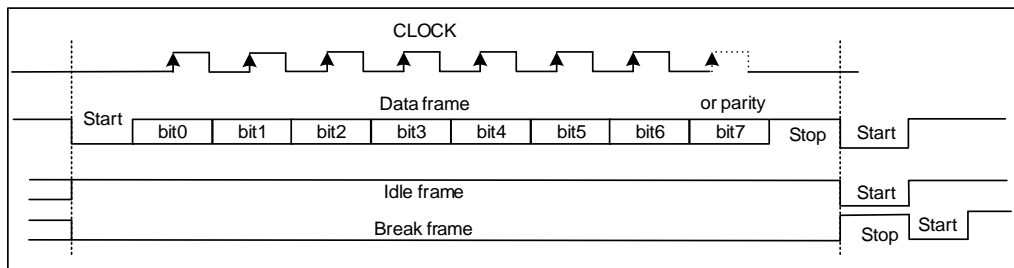 CLOCK
Data frame or parity
Start bit0 bit1 bit2 bit3 bit4 bit5 bit6 bit7 Stop Start
Idle frame Start
Break frame Stop Start